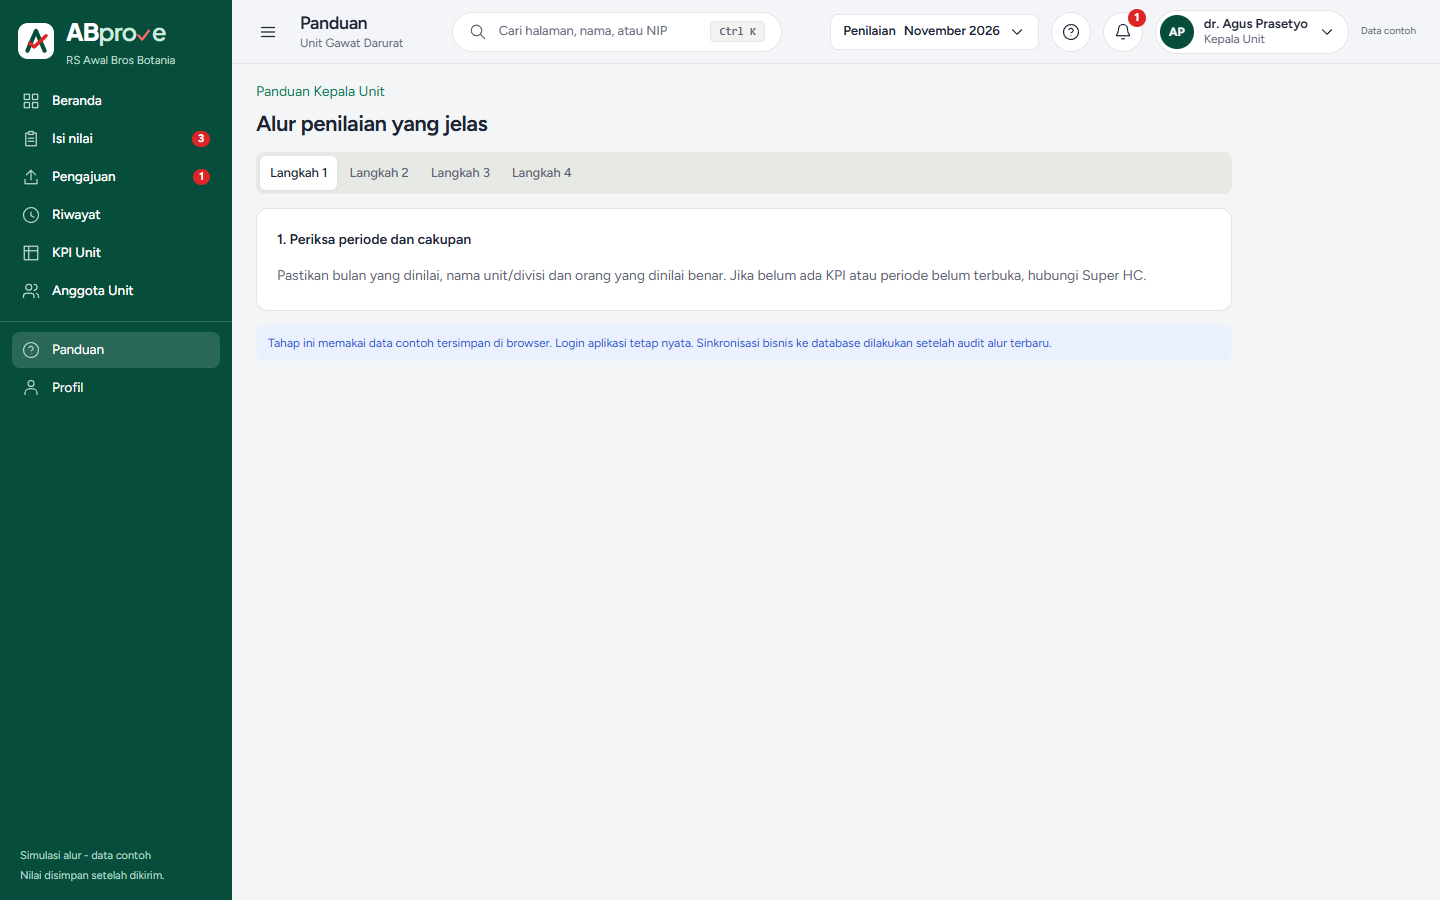 ABprove
RS Awal Bros Botania
Beranda
Isi nilai 3
Pengajuan 1
Riwayat
KPI Unit
Anggota Unit
Panduan
Profil
Simulasi alur - data contoh
Nilai disimpan setelah dikirim.
Panduan
Unit Gawat Darurat
Cari halaman, nama, atau NIP Ctrl K
Penilaian November 2026
1
AP
dr. Agus Prasetyo
Kepala Unit
Data contoh
Panduan Kepala Unit
Alur penilaian yang jelas
Langkah 1 Langkah 2 Langkah 3 Langkah 4
1. Periksa periode dan cakupan
Pastikan bulan yang dinilai, nama unit/divisi dan orang yang dinilai benar. Jika belum ada KPI atau periode belum terbuka, hubungi Super HC.
Tahap ini memakai data contoh tersimpan di browser. Login aplikasi tetap nyata. Sinkronisasi bisnis ke database dilakukan setelah audit alur terbaru.